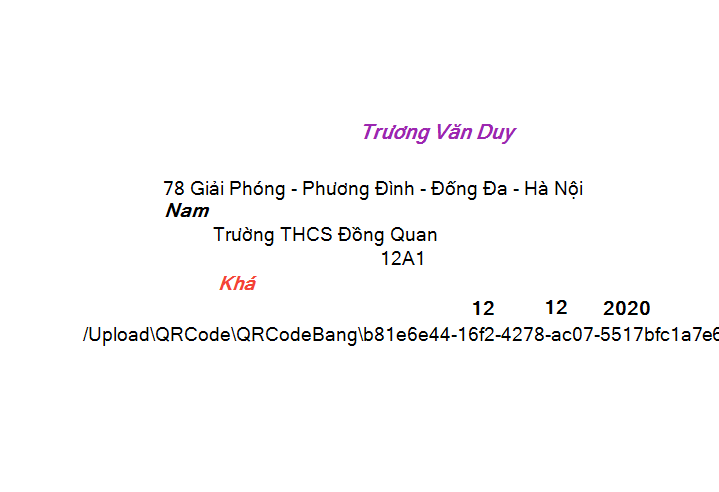 Trương Văn Duy
78 Giải Phóng - Phương Đình - Đống Đa - Hà Nội
Nam
Trường THCS Đồng Quan
12A1
Khá
12 12 2020
/Upload\QRCode\QRCodeBang\b81e6e44-16f2-4278-ac07-5517bfc1a7e6